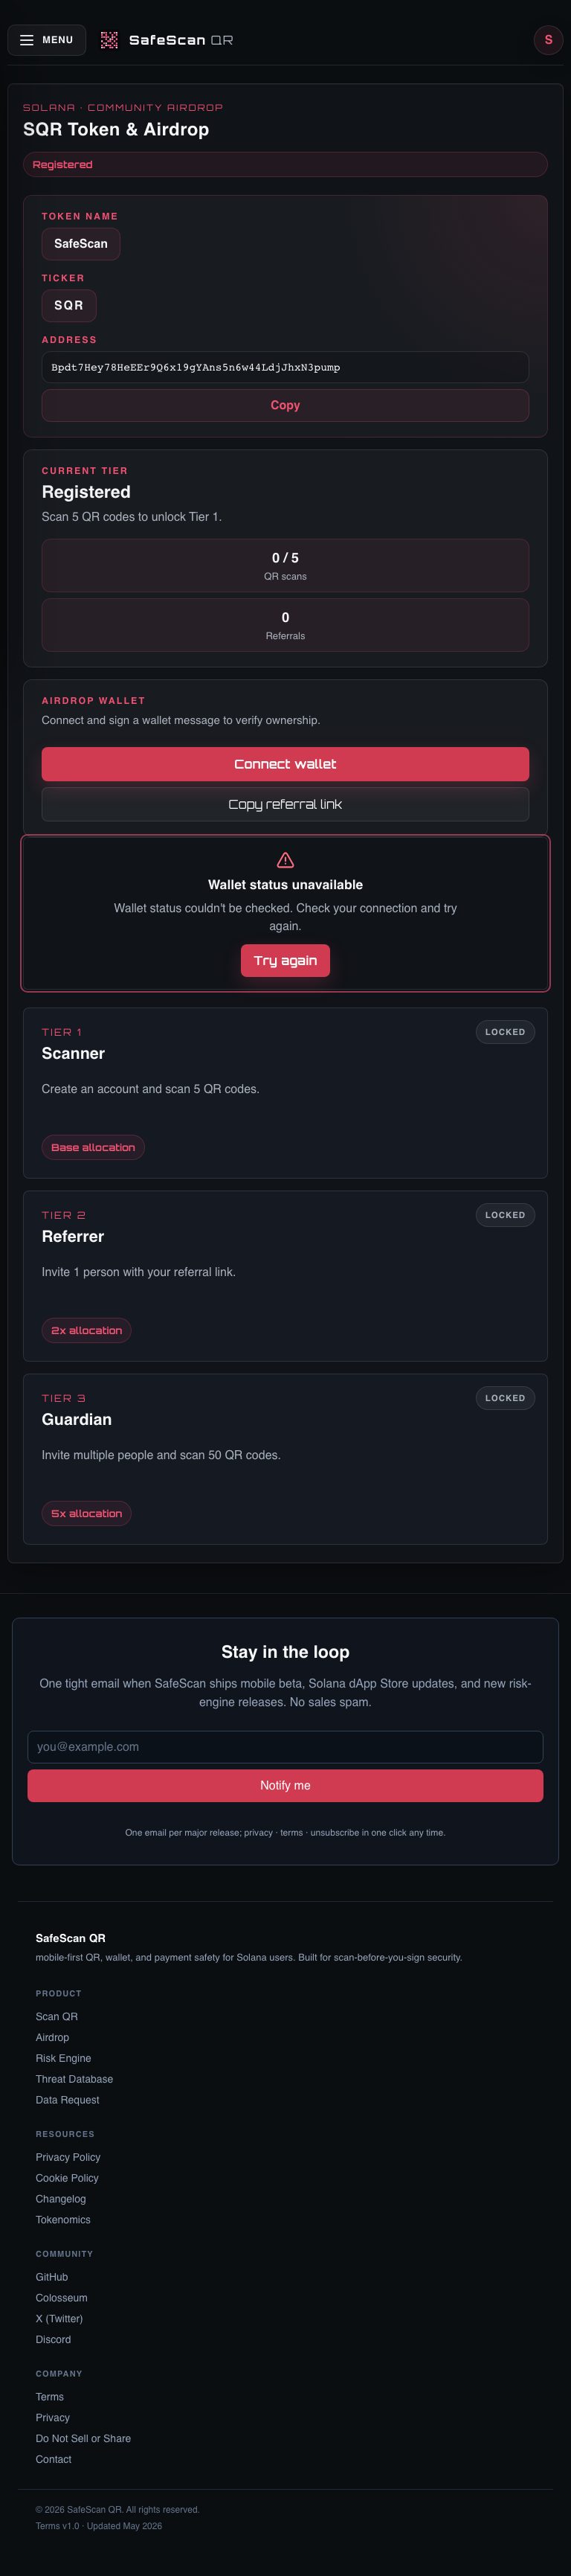 MENU
SafeScan QR
S
SOLANA · COMMUNITY AIRDROP
SQR Token & Airdrop
Registered
TOKEN NAME
SafeScan
TICKER
SQR
ADDRESS
Bpdt7Hey78HeEEr9Q6x19gYAns5n6w44LdjJhxN3pump
Copy
CURRENT TIER
Registered
Scan 5 QR codes to unlock Tier 1.
0 / 5
QR scans
0
Referrals
AIRDROP WALLET
Connect and sign a wallet message to verify ownership.
Connect wallet
Copy referral link
Wallet status unavailable
Wallet status couldn't be checked. Check your connection and try
again.
Try again
TIER 1
LOCKED
Scanner
Create an account and scan 5 QR codes.
Base allocation
TIER 2
LOCKED
Referrer
Invite 1 person with your referral link.
2x allocation
TIER 3
LOCKED
Guardian
Invite multiple people and scan 50 QR codes.
5x allocation
Stay in the loop
One tight email when SafeScan ships mobile beta, Solana dApp Store updates, and new risk-
engine releases. No sales spam.
you@example.com
Notify me
One email per major release; privacy · terms · unsubscribe in one click any time.
SafeScan QR
mobile-first QR, wallet, and payment safety for Solana users. Built for scan-before-you-sign security.
PRODUCT
Scan QR
Airdrop
Risk Engine
Threat Database
Data Request
RESOURCES
Privacy Policy
Cookie Policy
Changelog
Tokenomics
COMMUNITY
GitHub
Colosseum
X (Twitter)
Discord
COMPANY
Terms
Privacy
Do Not Sell or Share
Contact
© 2026 SafeScan QR. All rights reserved.
Terms v1.0 · Updated May 2026